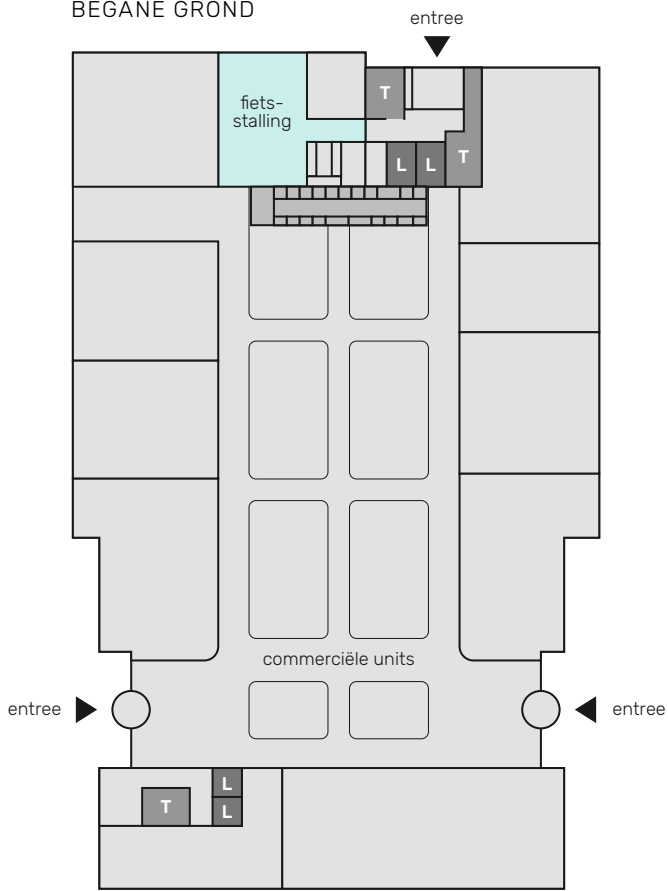 BEGANE GROND
entree
fiets-
stalling
T
L L T
commerciële units
entree
entree
L
T
L